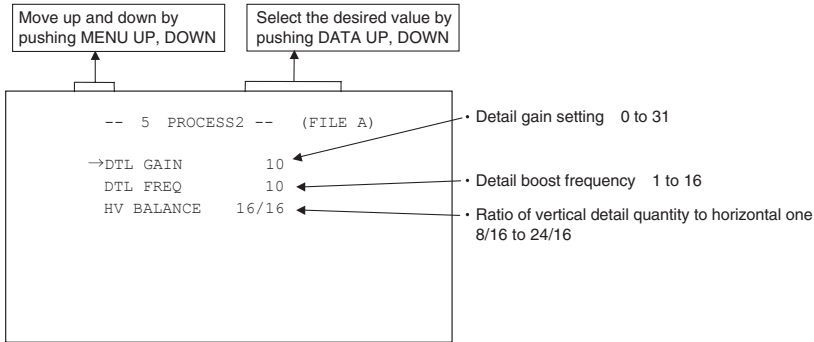 Move up and down by
pushing MENU UP, DOWN
Select the desired value by
pushing DATA UP, DOWN
-- 5 PROCESS2 -- (FILE A)
→DTL GAIN 10
DTL FREQ 10
HV BALANCE 16/16
・Detail gain setting 0 to 31
・Detail boost frequency 1 to 16
・Ratio of vertical detail quantity to horizontal one
8/16 to 24/16